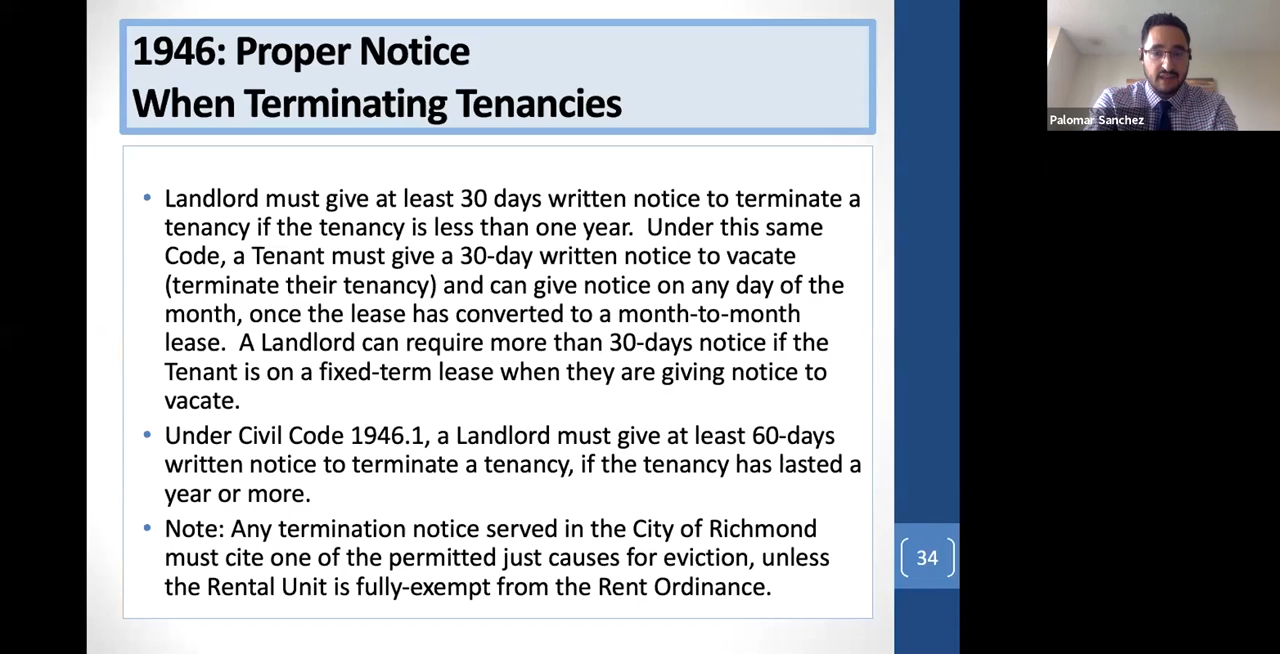 1946: Proper Notice
When Terminating Tenancies
Palomar Sanchez
• Landlord must give at least 30 days written notice to terminate a
tenancy if the tenancy is less than one year.  Under this same
Code, a Tenant must give a 30-day written notice to vacate
(terminate their tenancy) and can give notice on any day of the
month, once the lease has converted to a month-to-month
lease.  A Landlord can require more than 30-days notice if the
Tenant is on a fixed-term lease when they are giving notice to
vacate.
• Under Civil Code 1946.1, a Landlord must give at least 60-days
written notice to terminate a tenancy, if the tenancy has lasted a
year or more.
• Note: Any termination notice served in the City of Richmond
must cite one of the permitted just causes for eviction, unless
the Rental Unit is fully-exempt from the Rent Ordinance.
34